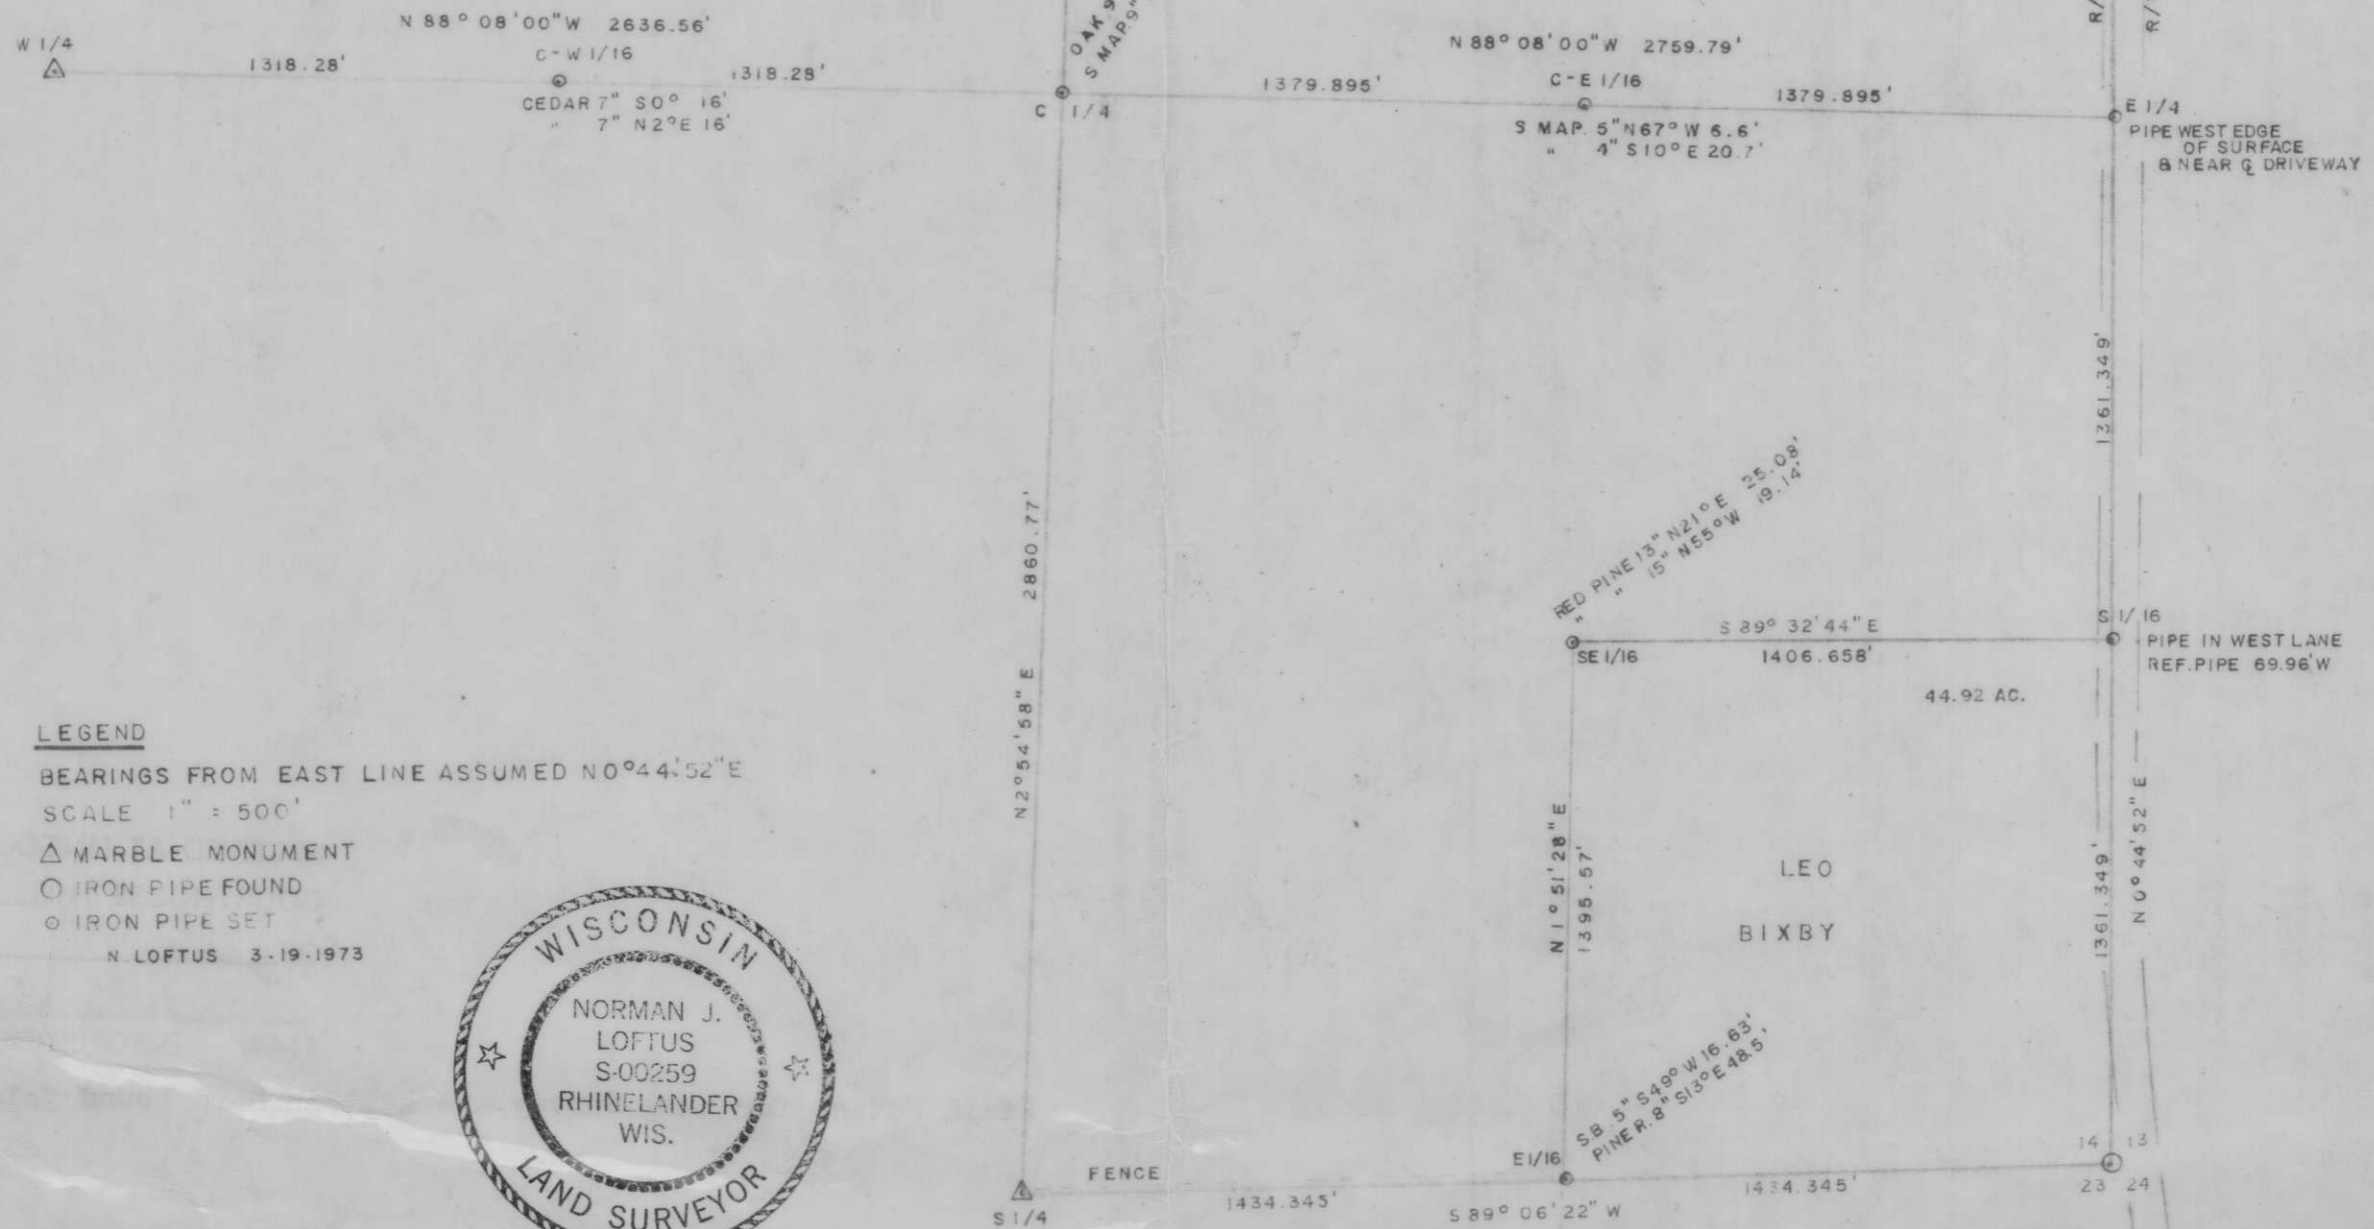 N 88° 08' 00" W 2636.56'
W 1/4
1318.28'
C-W 1/16
1318.28'
CEDAR 7" S0° 16'
" 7" N2°E 16'
OAK 9
S MAP. 9"
C 1/4
N 88° 08' 00" W 2759.79'
1379.895'
C-E 1/16
1379.895'
S MAP. 5" N67° W 6.6'
" 4" S10° E 20.7'
R/
R/
E 1/4
PIPE WEST EDGE
OF SURFACE
& NEAR ℄ DRIVEWAY
1361.349'
2860.77'
N2°54'58" E
RED PINE 13" N21° E 25.08'
" 15" N55° W 19.14'
S 89° 32' 44" E
SE 1/16
1406.658'
S 1/16
PIPE IN WEST LANE
REF. PIPE 69.96' W
44.92 AC.
LEGEND
BEARINGS FROM EAST LINE ASSUMED N0°44'52"E
SCALE 1" = 500'
△ MARBLE MONUMENT
○ IRON PIPE FOUND
⊙ IRON PIPE SET
N. LOFTUS 3-19-1973
WISCONSIN
NORMAN J.
LOFTUS
S-00259
RHINELANDER
WIS.
LAND SURVEYOR
N 1° 51' 28" E
1395.57'
LEO
BIXBY
1361.349'
N 0° 44' 52" E
S.B. 5" S49° W 16.63'
PINE R. 8" S13° E 48.5'
E 1/16
14 13
23 24
FENCE
S 1/4
1434.345'
S 89° 06' 22" W
1434.345'